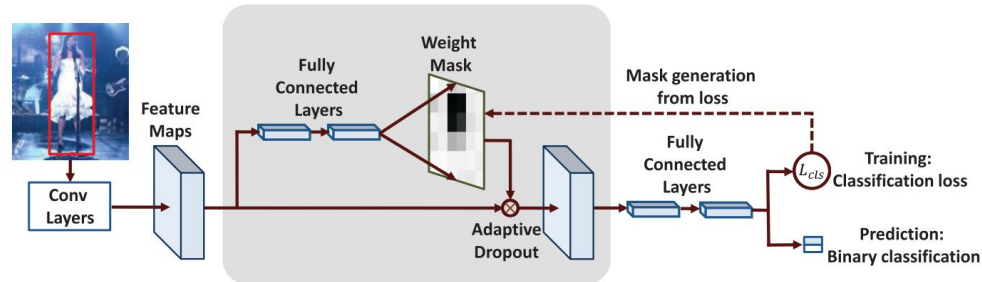 Weight
Mask
Fully
Connected
Layers
Feature
Maps
Mask generation
from loss
Fully
Connected
Layers
L_cls
Training:
Classification loss
Conv
Layers
Adaptive
Dropout
Prediction:
Binary classification